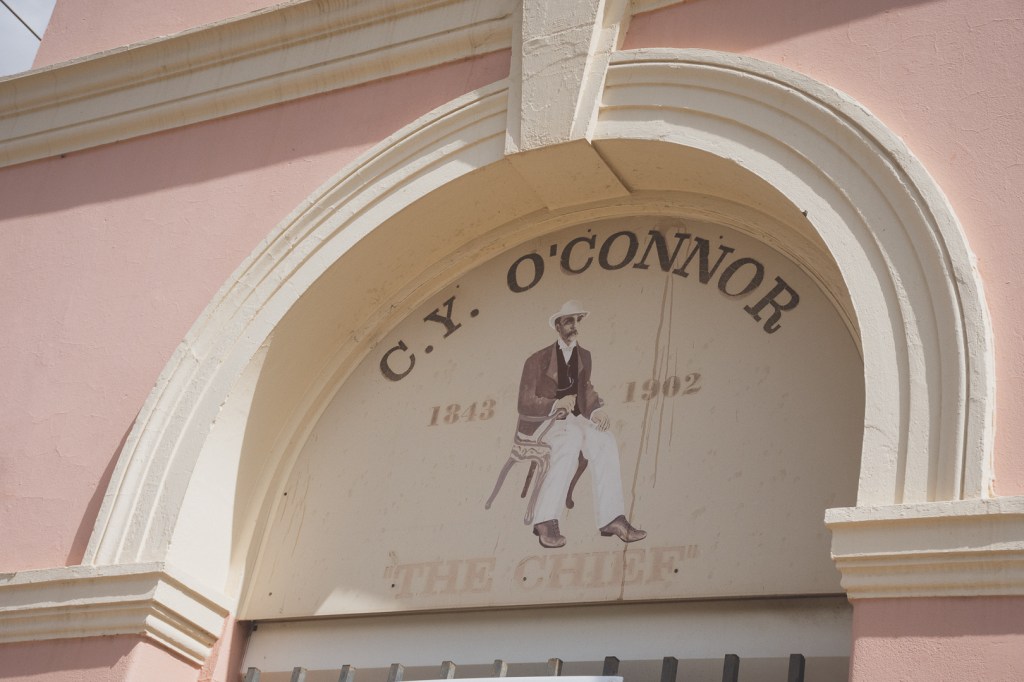 C.Y. O'CONNOR
1843 1902
"THE CHIEF"